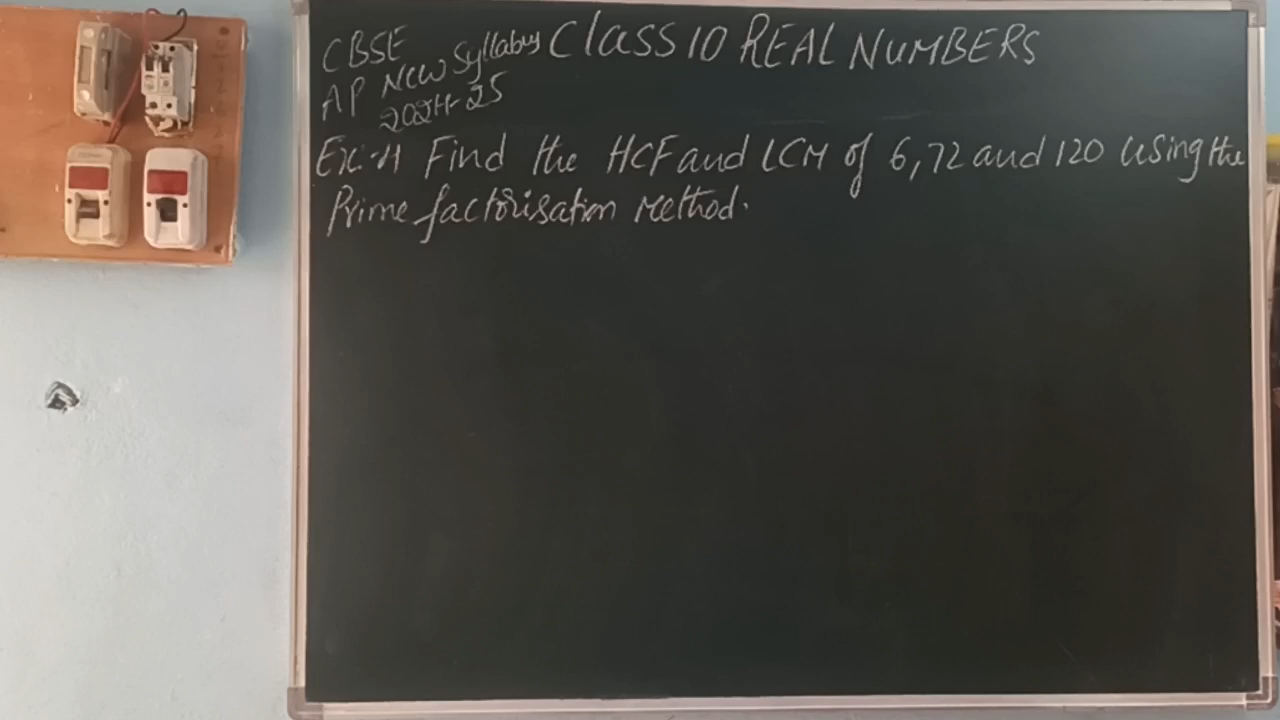 CBSE
AP New Syllabus Class 10 REAL NUMBERS
2024-25
Ex:-4 Find the HCF and LCM of 6, 72 and 120 using the
Prime factorisation Method.